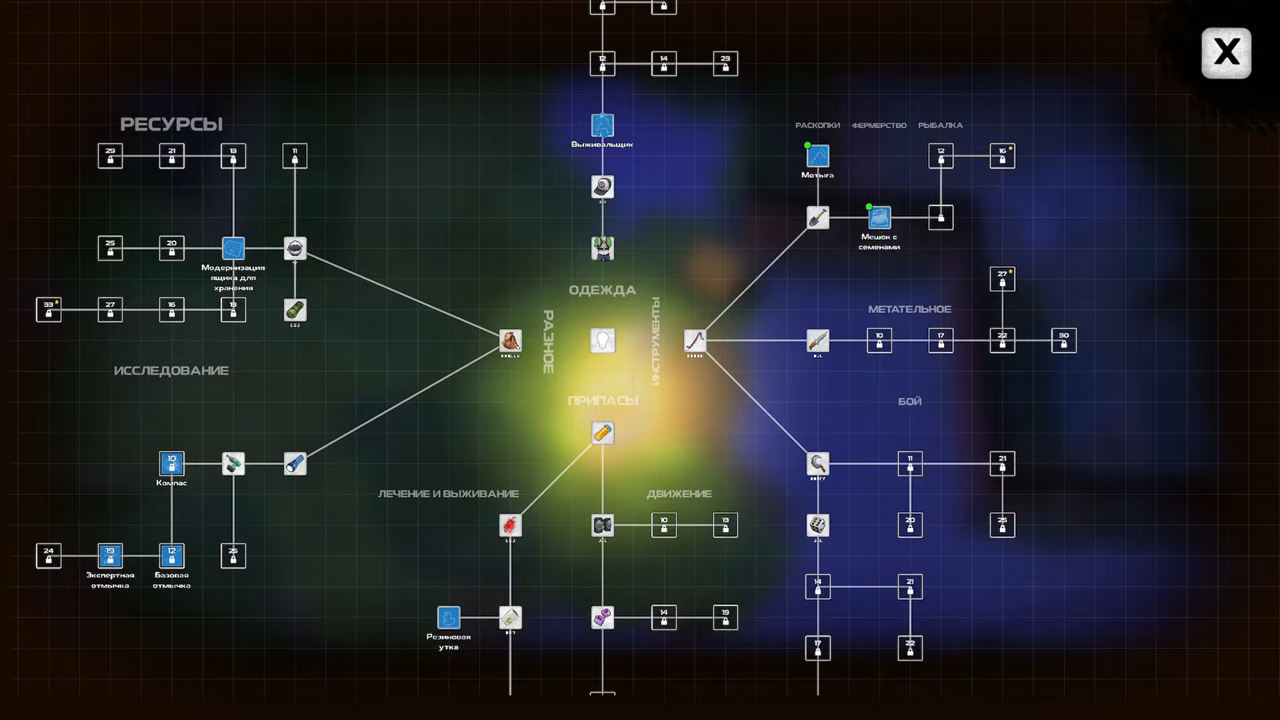 X
12 14 23
РЕСУРСЫ
РАСКОПКИ ФЕРМЕРСТВО РЫБАЛКА
Выживальщик
29 21 13 11
12 16
Мотыга
25 20
Мешок с
семенами
Модернизация
ящика для
хранения
27
ОДЕЖДА
33 27 16 18
МЕТАТЕЛЬНОЕ
РАЗНОЕ
ИНСТРУМЕНТЫ
10 17 22 30
ИССЛЕДОВАНИЕ
ПРИПАСЫ
БОЙ
10
Компас
11 21
ЛЕЧЕНИЕ И ВЫЖИВАНИЕ
ДВИЖЕНИЕ
10 13
20 25
24 19 12 25
Экспертная
отмычка
Базовая
отмычка
14 21
14 19
Резиновая
утка
17 22